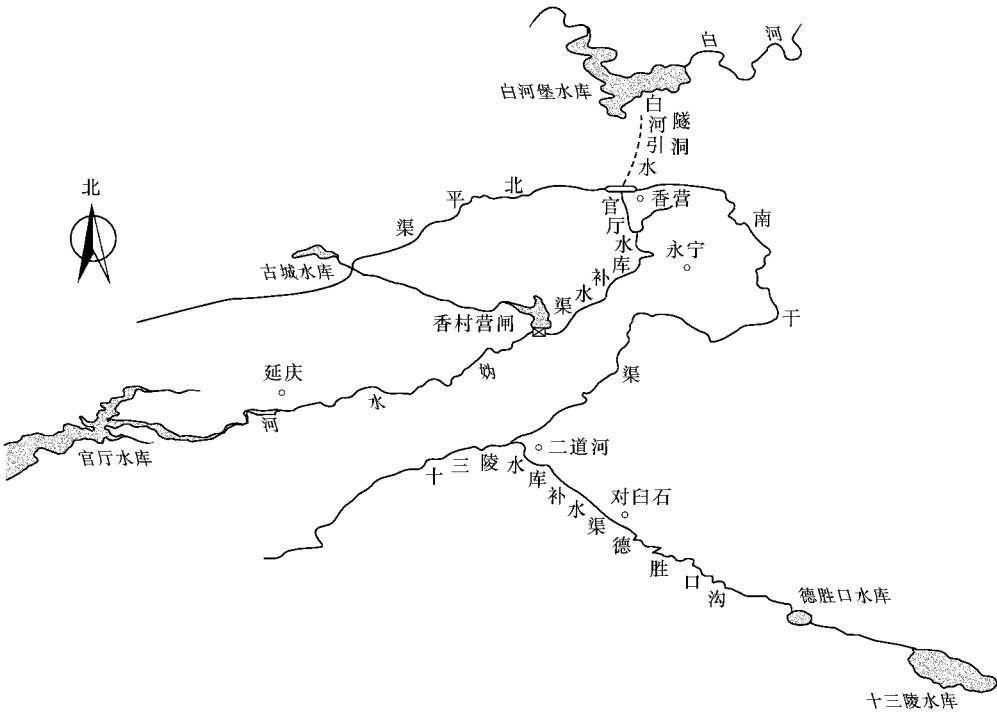 白河
白河堡水库
白河引水
隧洞
北
北平渠
官厅水库补水渠
香营
南干渠
永宁
古城水库
香村营闸
延庆
妫水河
官厅水库
二道河
十三陵水库补水渠
对臼石
德胜口沟
德胜口水库
十三陵水库